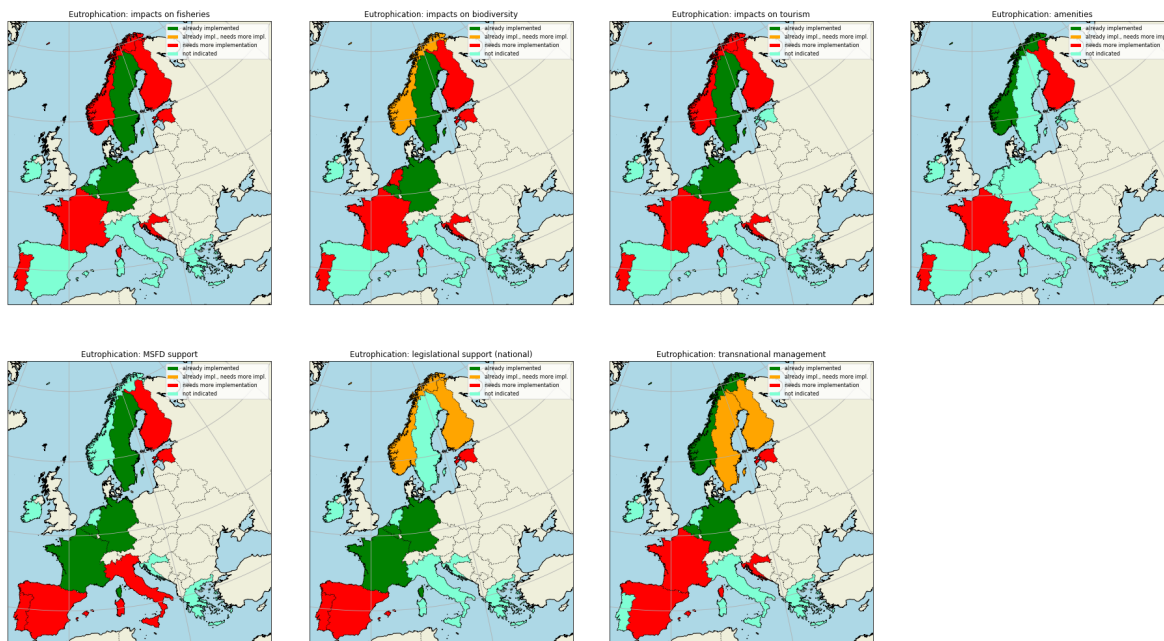 Eutrophication: impacts on fisheries
already implemented
already impl., needs more impl.
needs more implementation
not indicated
Eutrophication: impacts on biodiversity
already implemented
already impl., needs more impl.
needs more implementation
not indicated
Eutrophication: impacts on tourism
already implemented
already impl., needs more impl.
needs more implementation
not indicated
Eutrophication: amenities
already implemented
already impl., needs more impl.
needs more implementation
not indicated
Eutrophication: MSFD support
already implemented
already impl., needs more impl.
needs more implementation
not indicated
Eutrophication: legislational support (national)
already implemented
already impl., needs more impl.
needs more implementation
not indicated
Eutrophication: transnational management
already implemented
already impl., needs more impl.
needs more implementation
not indicated